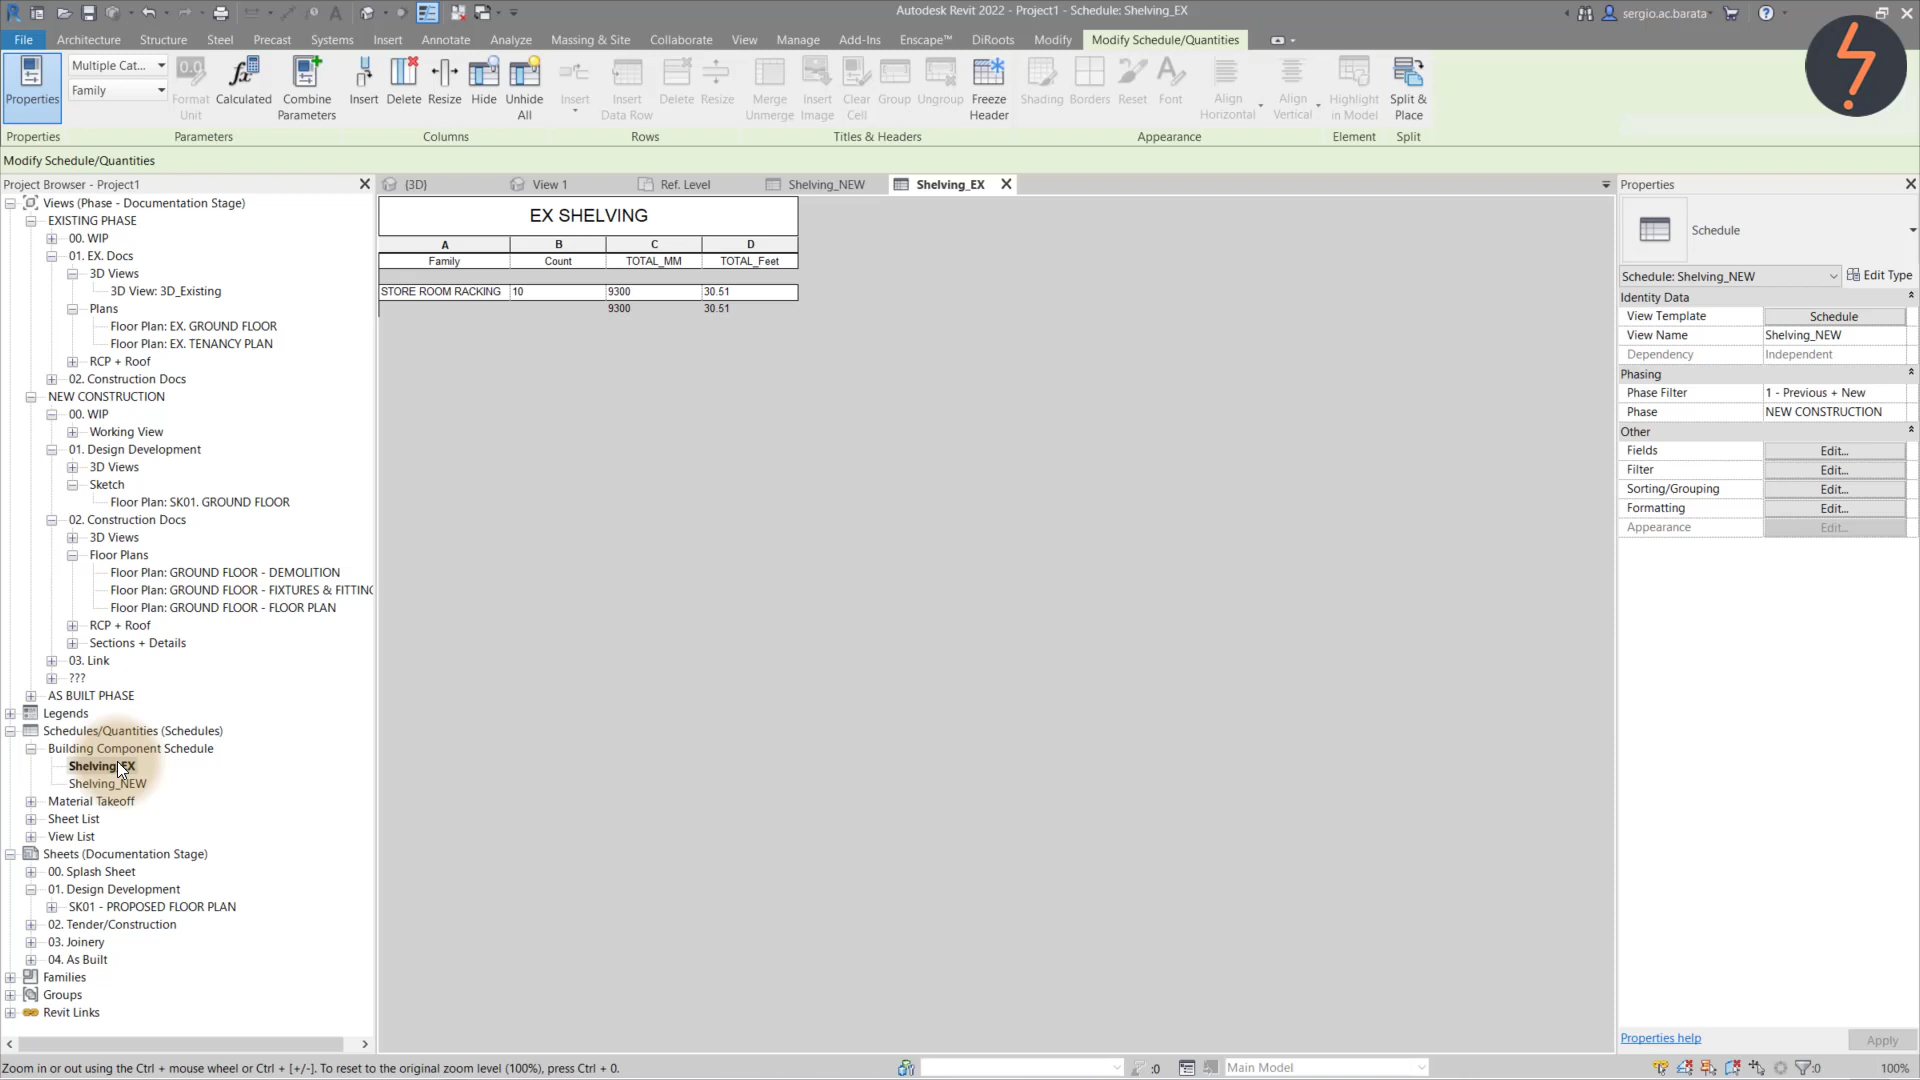 Autodesk Revit 2022 - Project1 - Schedule: Shelving_EX
sergio.ac.barata
File Architecture Structure Steel Precast Systems Insert Annotate Analyze Massing & Site Collaborate View Manage Add-Ins Enscape™ DiRoots Modify Modify Schedule/Quantities
Properties
Multiple Cat...
Family
Format Unit
Calculated
Combine Parameters
Insert
Delete
Resize
Hide
Unhide All
Insert
Insert Data Row
Delete
Resize
Merge Unmerge
Insert Image
Clear Cell
Group
Ungroup
Freeze Header
Shading
Borders
Reset
Font
Align Horizontal
Align Vertical
Highlight in Model
Split & Place
Properties Parameters Columns Rows Titles & Headers Appearance Element Split
Modify Schedule/Quantities
Project Browser - Project1
Views (Phase - Documentation Stage)
EXISTING PHASE
00. WIP
01. EX. Docs
3D Views
3D View: 3D_Existing
Plans
Floor Plan: EX. GROUND FLOOR
Floor Plan: EX. TENANCY PLAN
RCP + Roof
02. Construction Docs
NEW CONSTRUCTION
00. WIP
Working View
01. Design Development
3D Views
Sketch
Floor Plan: SK01. GROUND FLOOR
02. Construction Docs
3D Views
Floor Plans
Floor Plan: GROUND FLOOR - DEMOLITION
Floor Plan: GROUND FLOOR - FIXTURES & FITTING
Floor Plan: GROUND FLOOR - FLOOR PLAN
RCP + Roof
Sections + Details
03. Link
???
AS BUILT PHASE
Legends
Schedules/Quantities (Schedules)
Building Component Schedule
Shelving_EX
Shelving_NEW
Material Takeoff
Sheet List
View List
Sheets (Documentation Stage)
00. Splash Sheet
01. Design Development
SK01 - PROPOSED FLOOR PLAN
02. Tender/Construction
03. Joinery
04. As Built
Families
Groups
Revit Links
{3D} View 1 Ref. Level Shelving_NEW Shelving_EX
EX SHELVING
A B C D
Family Count TOTAL_MM TOTAL_Feet
STORE ROOM RACKING 10 9300 30.51
9300 30.51
Properties
Schedule
Schedule: Shelving_NEW Edit Type
Identity Data
View Template Schedule
View Name Shelving_NEW
Dependency Independent
Phasing
Phase Filter 1 - Previous + New
Phase NEW CONSTRUCTION
Other
Fields Edit...
Filter Edit...
Sorting/Grouping Edit...
Formatting Edit...
Appearance Edit...
Properties help Apply
Zoom in or out using the Ctrl + mouse wheel or Ctrl + [+/-]. To reset to the original zoom level (100%), press Ctrl + 0.
:0
Main Model
:0
100%